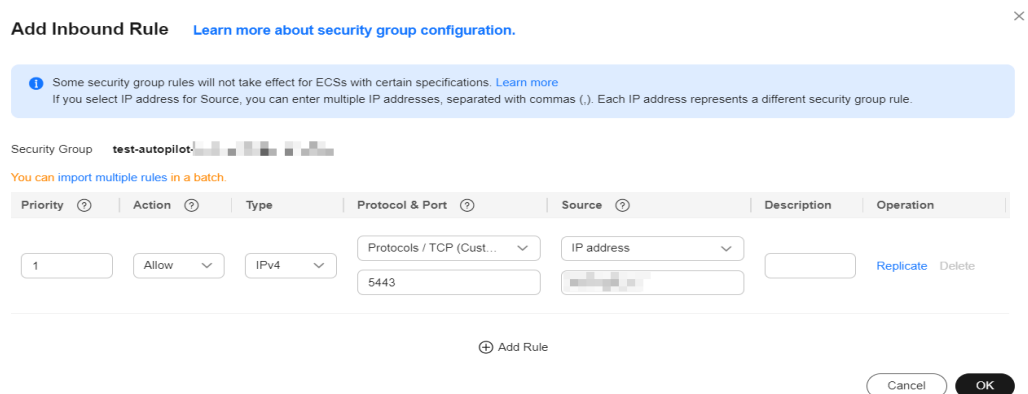 Add Inbound Rule Learn more about security group configuration.
Some security group rules will not take effect for ECSs with certain specifications. Learn more
If you select IP address for Source, you can enter multiple IP addresses, separated with commas (,). Each IP address represents a different security group rule.
Security Group test-autopilot-
You can import multiple rules in a batch.
Priority Action Type Protocol & Port Source Description Operation
Protocols / TCP (Cust... IP address
1 Allow IPv4 Replicate Delete
5443
Add Rule
Cancel OK